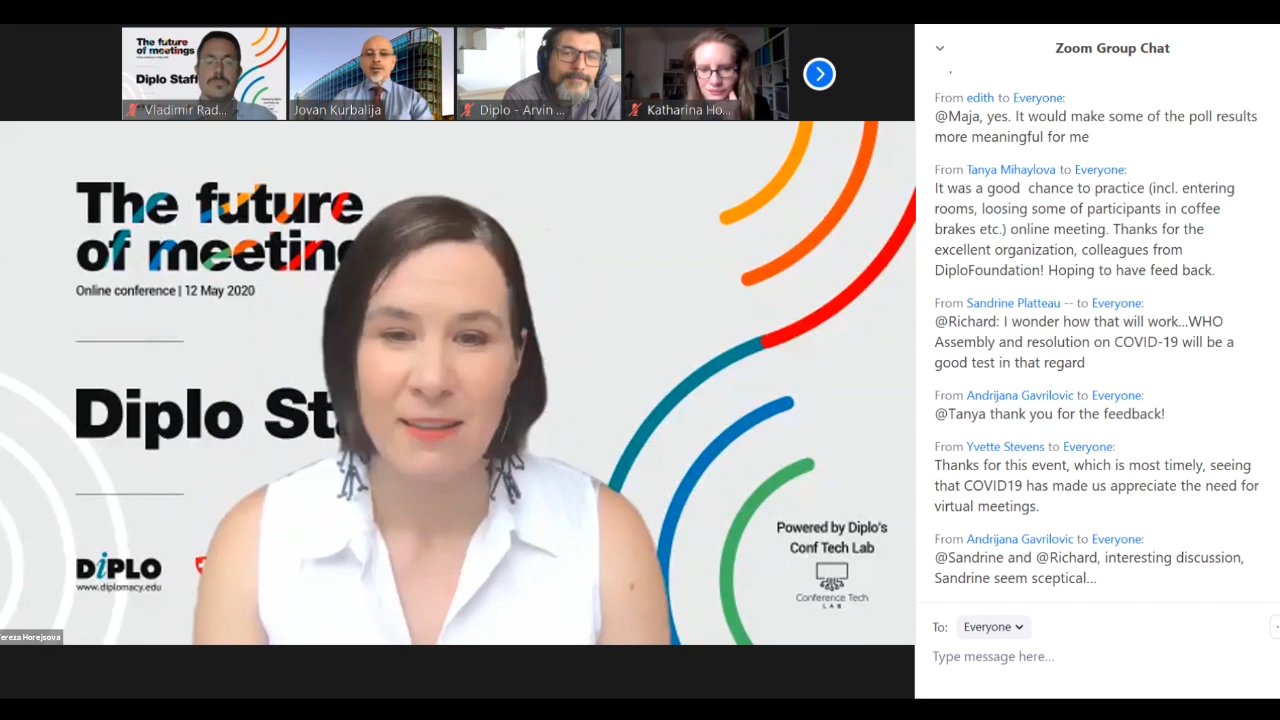 The future
of meetings
Diplo Staff
Vladimir Rad...
Jovan Kurbalija
Diplo - Arvin ...
Katharina Ho...
The future
of meeting
Online conference | 12 May 2020
Diplo St
DiPLO
www.diplomacy.edu
Powered by Diplo's
Conf Tech Lab
Conference Tech
LAB
ereza Horejsova
Zoom Group Chat
From edith to Everyone:
@Maja, yes. It would make some of the poll results
more meaningful for me
From Tanya Mihaylova to Everyone:
It was a good chance to practice (incl. entering
rooms, loosing some of participants in coffee
brakes etc.) online meeting. Thanks for the
excellent organization, colleagues from
DiploFoundation! Hoping to have feed back.
From Sandrine Platteau -- to Everyone:
@Richard: I wonder how that will work...WHO
Assembly and resolution on COVID-19 will be a
good test in that regard
From Andrijana Gavrilovic to Everyone:
@Tanya thank you for the feedback!
From Yvette Stevens to Everyone:
Thanks for this event, which is most timely, seeing
that COVID19 has made us appreciate the need for
virtual meetings.
From Andrijana Gavrilovic to Everyone:
@Sandrine and @Richard, interesting discussion,
Sandrine seem sceptical...
To: Everyone
Type message here...